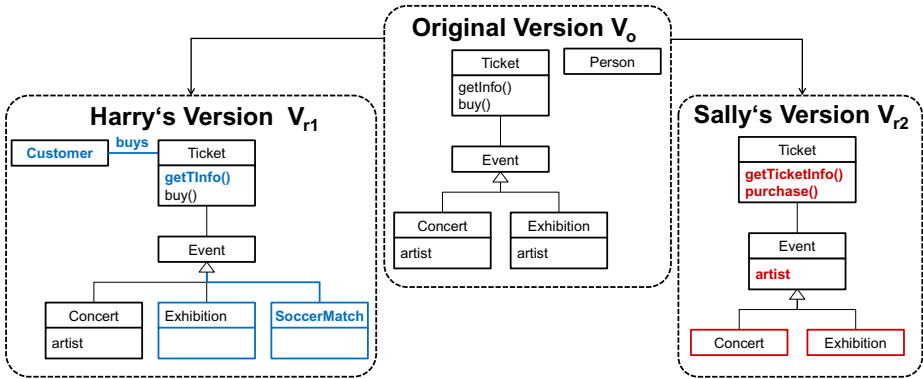 Original Version Vo
Ticket
getInfo()
buy()
Person
Event
Concert
artist
Exhibition
artist
Harry‘s Version Vr1
Customer
buys
Ticket
getTInfo()
buy()
Event
Concert
artist
Exhibition
SoccerMatch
Sally‘s Version Vr2
Ticket
getTicketInfo()
purchase()
Event
artist
Concert
Exhibition